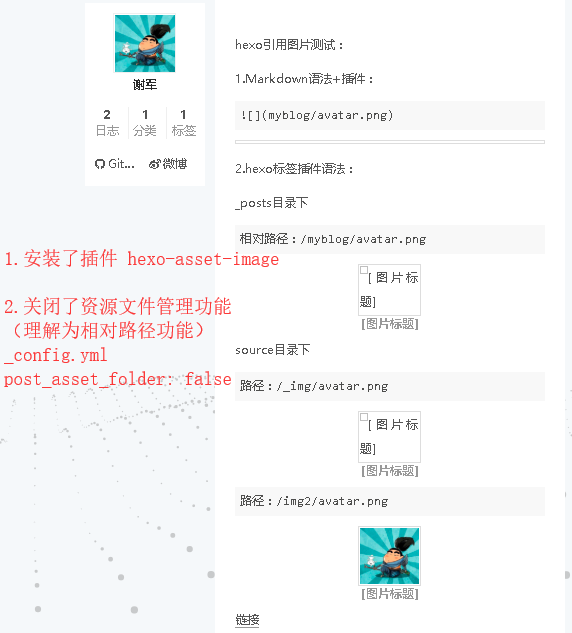 谢军
2 1 1
日志 分类 标签
Git... 微博
1.安装了插件 hexo-asset-image
2.关闭了资源文件管理功能
（理解为相对路径功能）
_config.yml
post_asset_folder: false
hexo引用图片测试：
1.Markdown语法+插件：
![](myblog/avatar.png)
2.hexo标签插件语法：
_posts目录下
相对路径：/myblog/avatar.png
[图片标
题]
[图片标题]
source目录下
路径：/_img/avatar.png
[图片标
题]
[图片标题]
路径：/img2/avatar.png
[图片标题]
链接